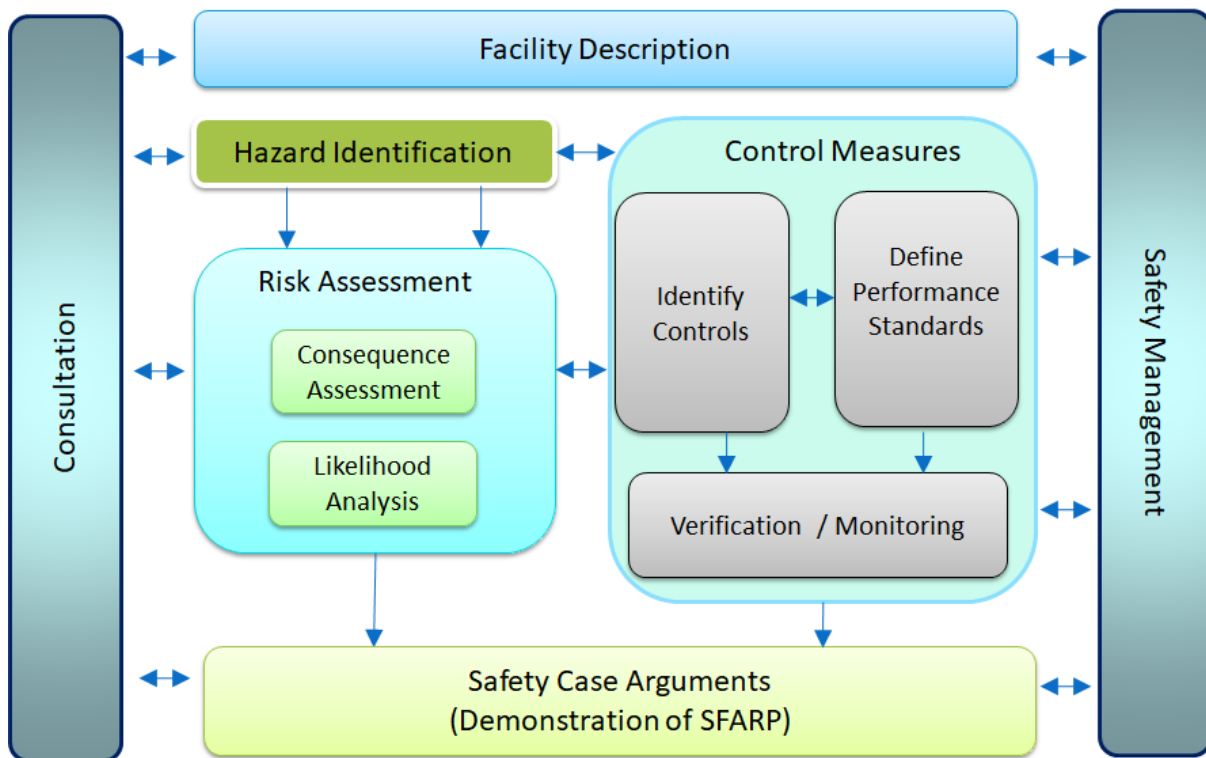 Facility Description
Consultation
Hazard Identification
Control Measures
Safety Management
Risk Assessment
Consequence
Assessment
Likelihood
Analysis
Identify
Controls
Define
Performance
Standards
Verification / Monitoring
Safety Case Arguments
(Demonstration of SFARP)